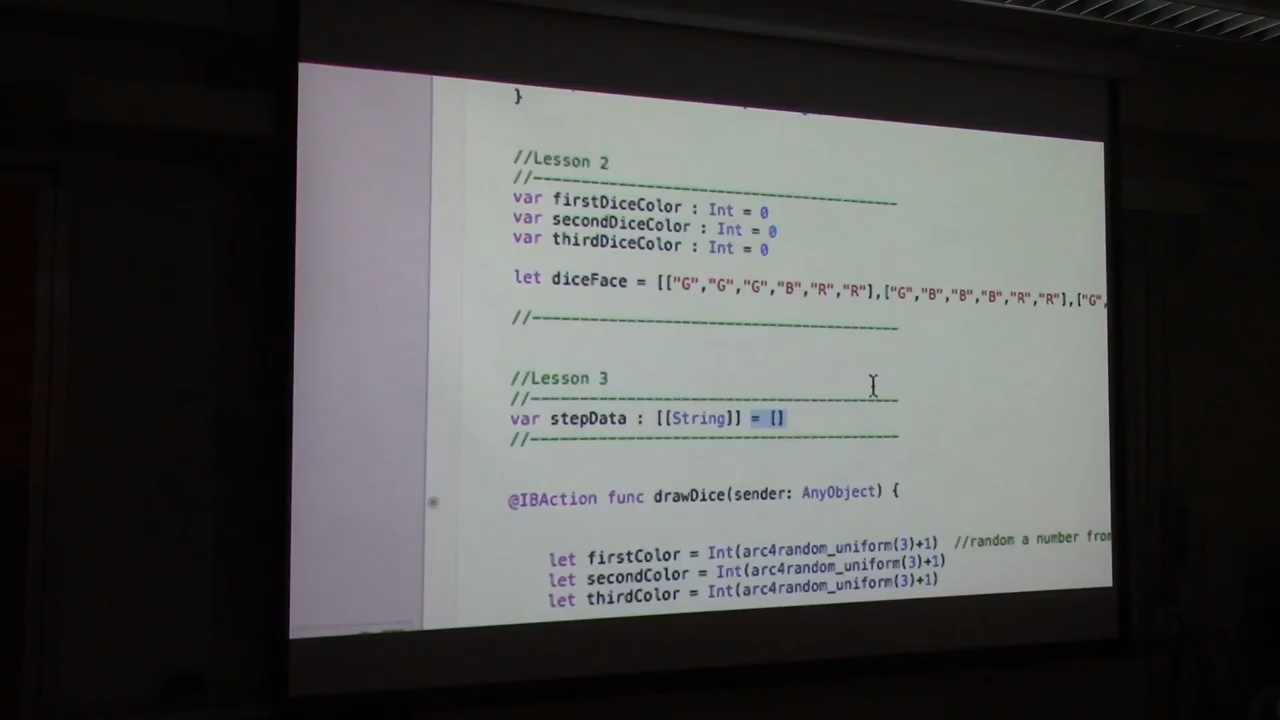 }
//Lesson 2
//----------------------------------------------
var firstDiceColor : Int = 0
var secondDiceColor : Int = 0
var thirdDiceColor : Int = 0
let diceFace = [["G","G","G","B","R","R"],["G","B","B","B","R","R"],["G",
//----------------------------------------------
//Lesson 3
//----------------------------------------------
var stepData : [[String]] = []
//----------------------------------------------
@IBAction func drawDice(sender: AnyObject) {
let firstColor = Int(arc4random_uniform(3)+1) //random a number from
let secondColor = Int(arc4random_uniform(3)+1)
let thirdColor = Int(arc4random_uniform(3)+1)